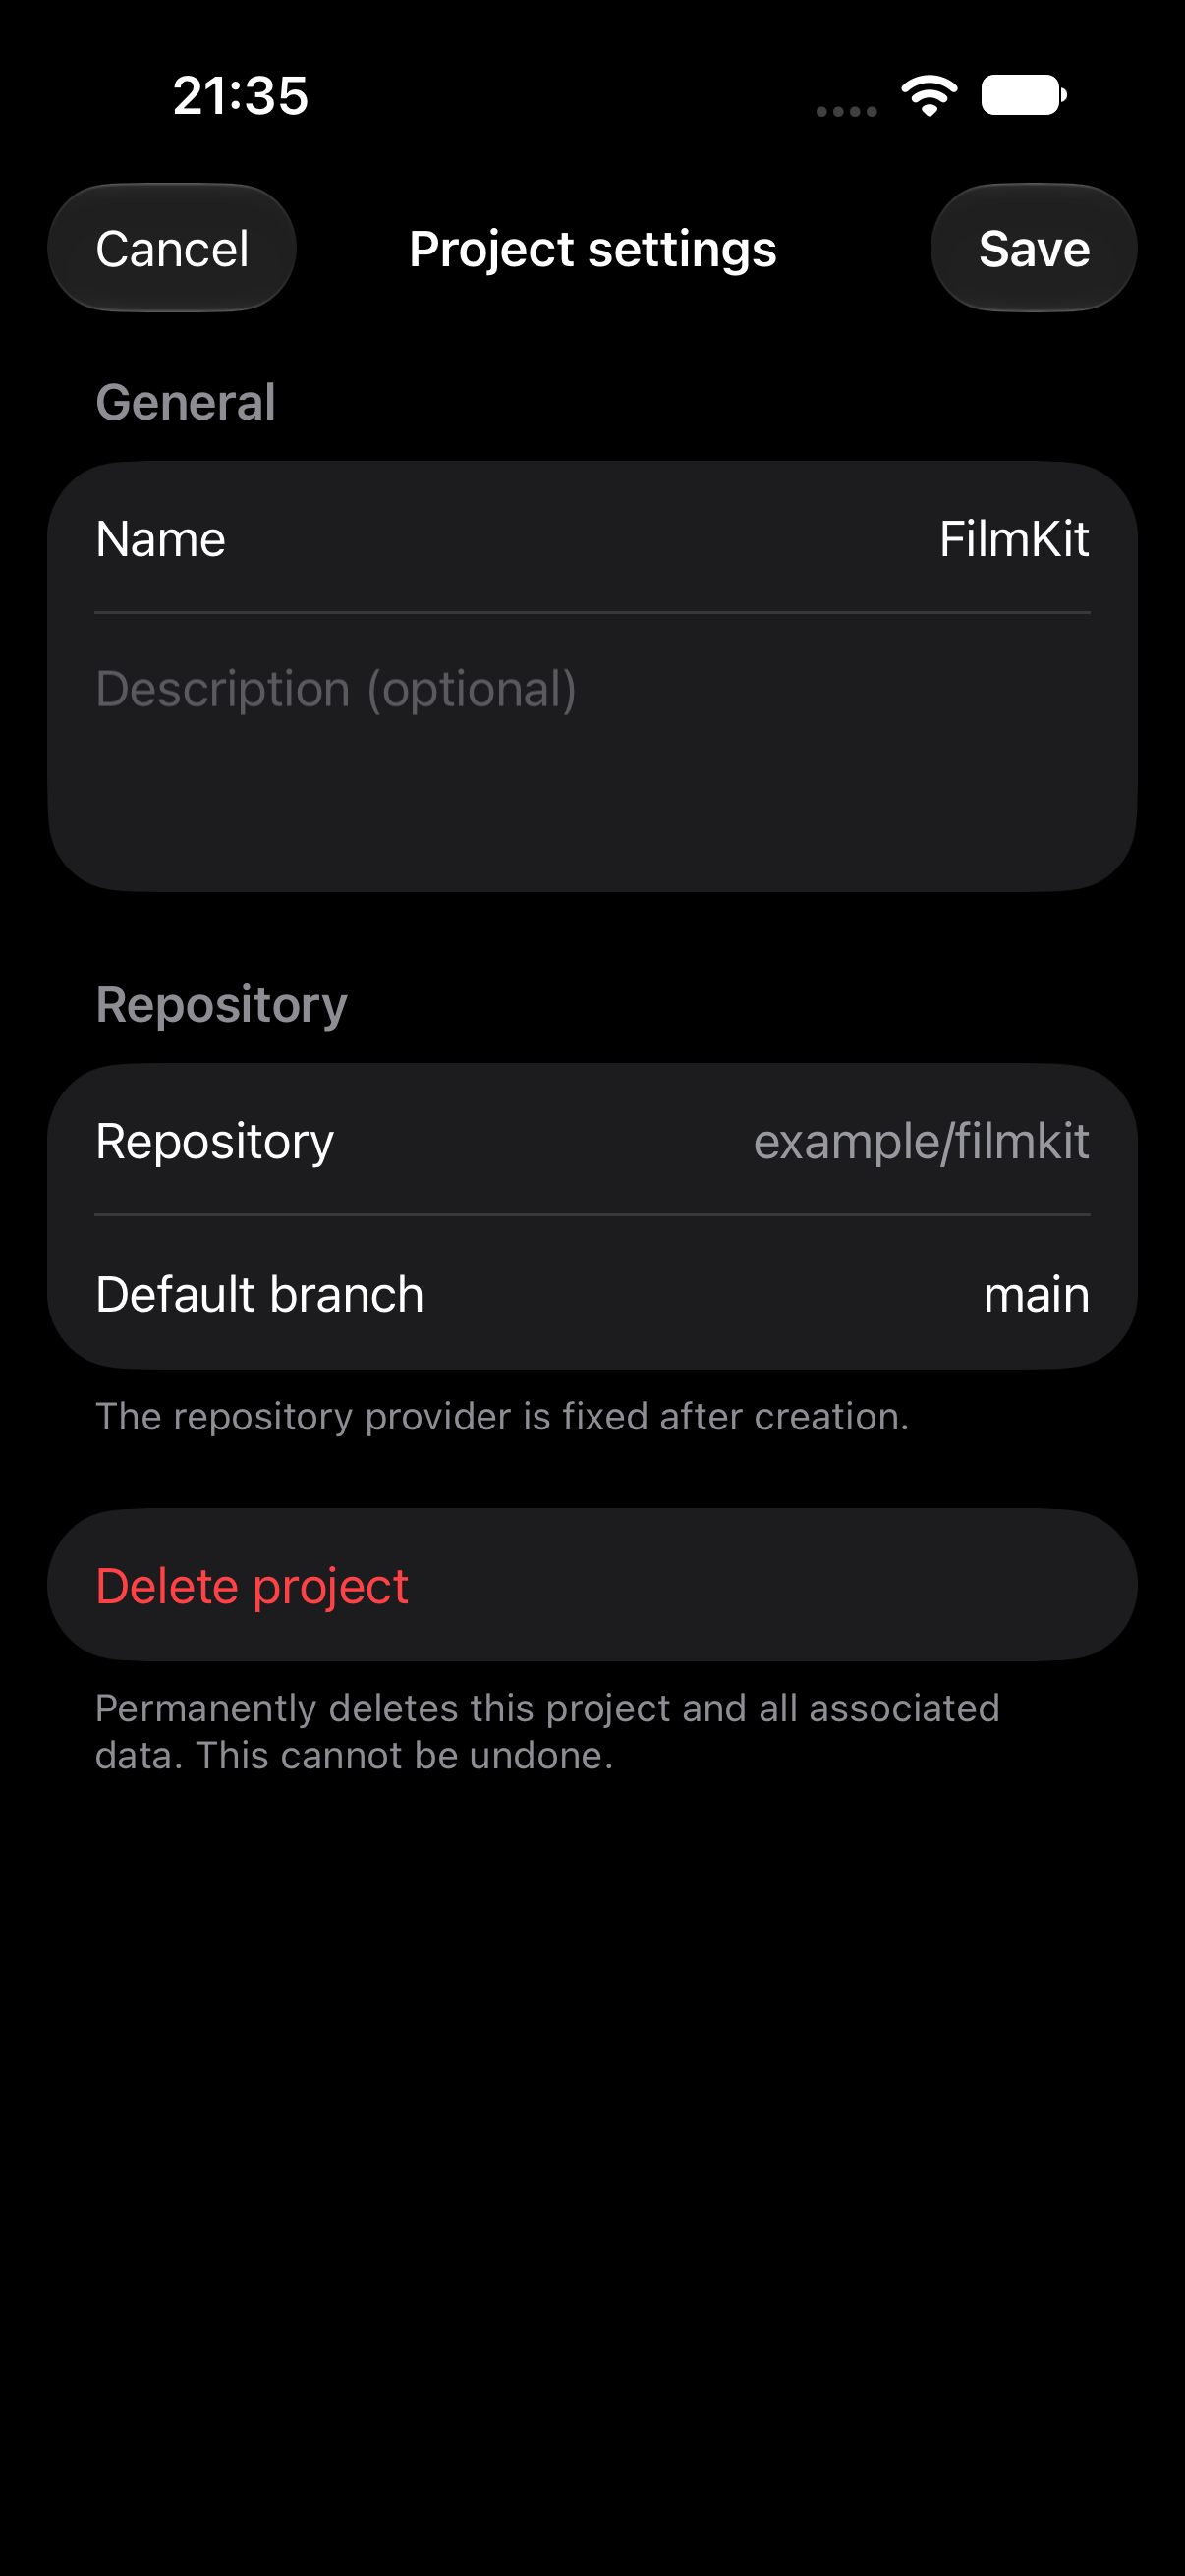 21:35
Cancel
Project settings
Save
General
Name
FilmKit
Description (optional)
Repository
Repository
example/filmkit
Default branch
main
The repository provider is fixed after creation.
Delete project
Permanently deletes this project and all associated
data. This cannot be undone.